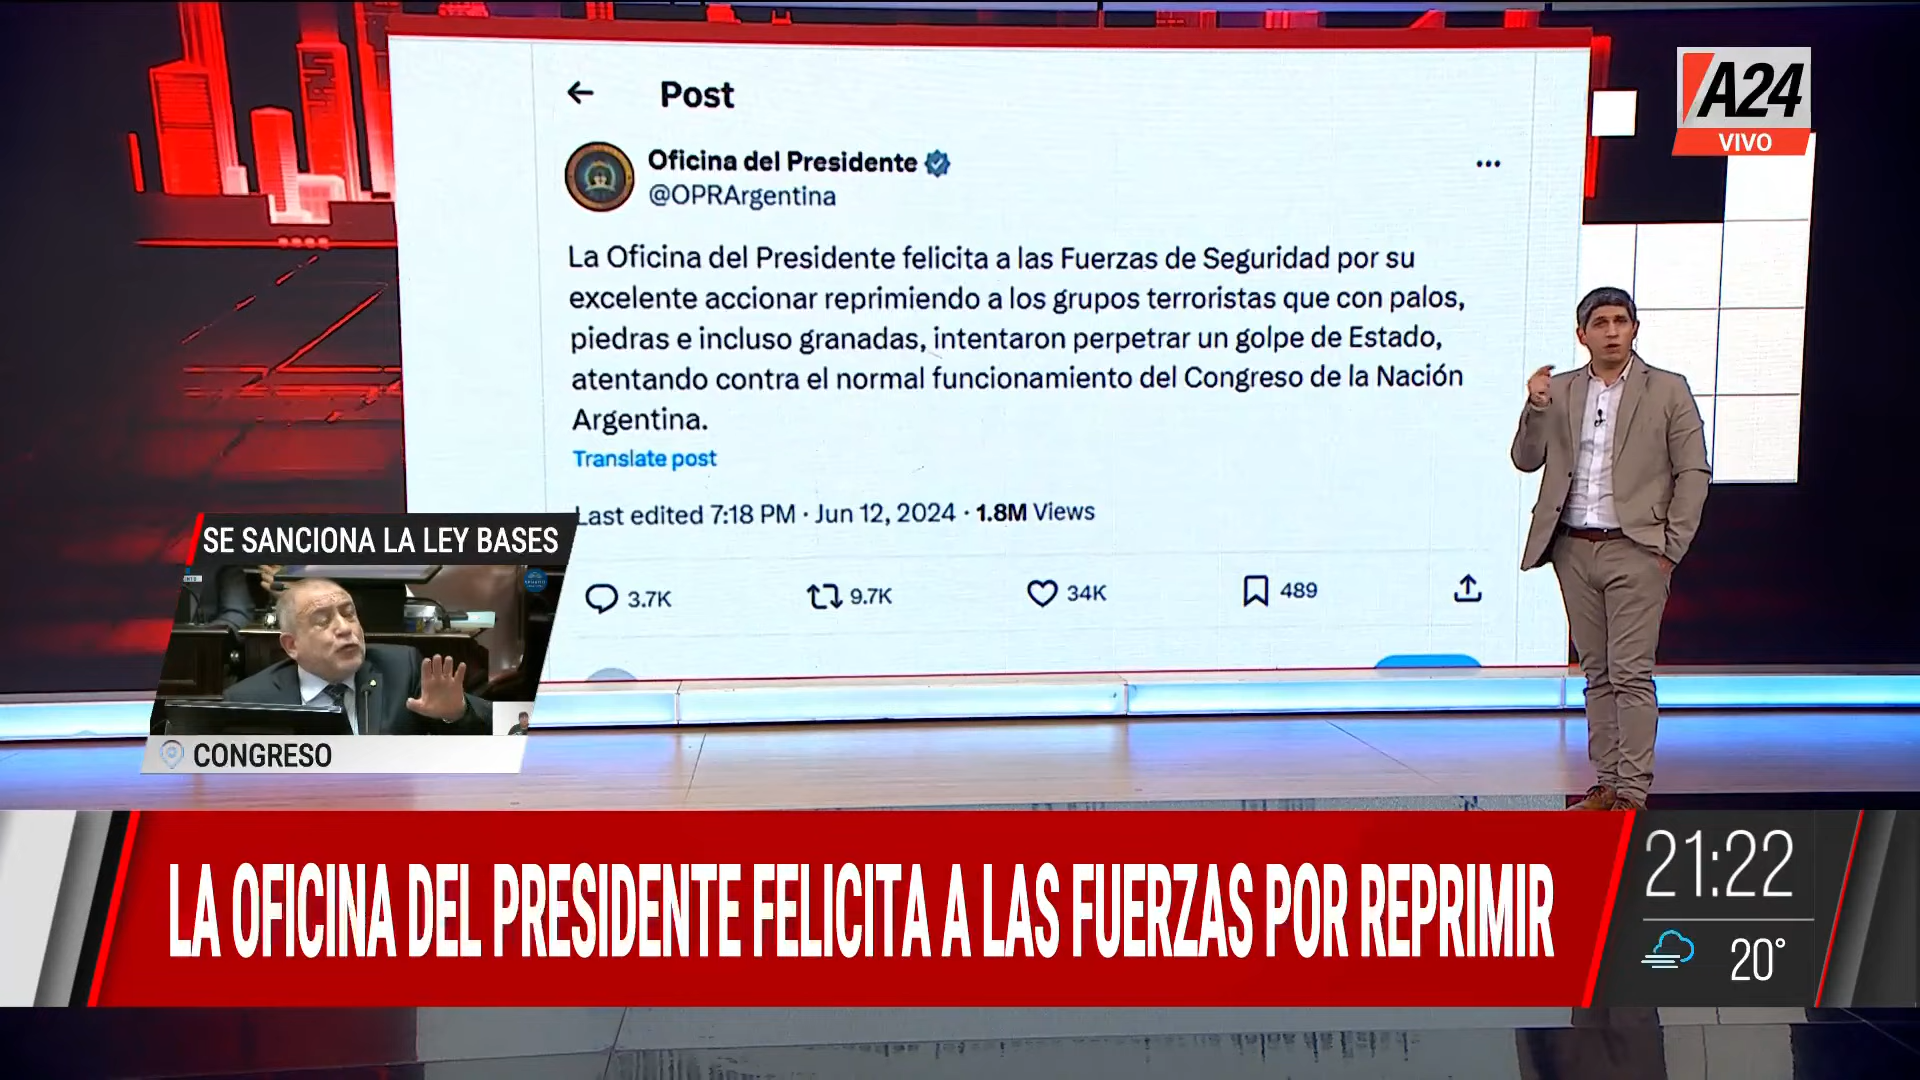 Post
Oficina del Presidente
@OPRArgentina
La Oficina del Presidente felicita a las Fuerzas de Seguridad por su
excelente accionar reprimiendo a los grupos terroristas que con palos,
piedras e incluso granadas, intentaron perpetrar un golpe de Estado,
atentando contra el normal funcionamiento del Congreso de la Nación
Argentina.
Translate post
Last edited 7:18 PM · Jun 12, 2024 · 1.8M Views
3.7K 9.7K 34K 489
A24
VIVO
SE SANCIONA LA LEY BASES
CONGRESO
LA OFICINA DEL PRESIDENTE FELICITA A LAS FUERZAS POR REPRIMIR
21:22
20°